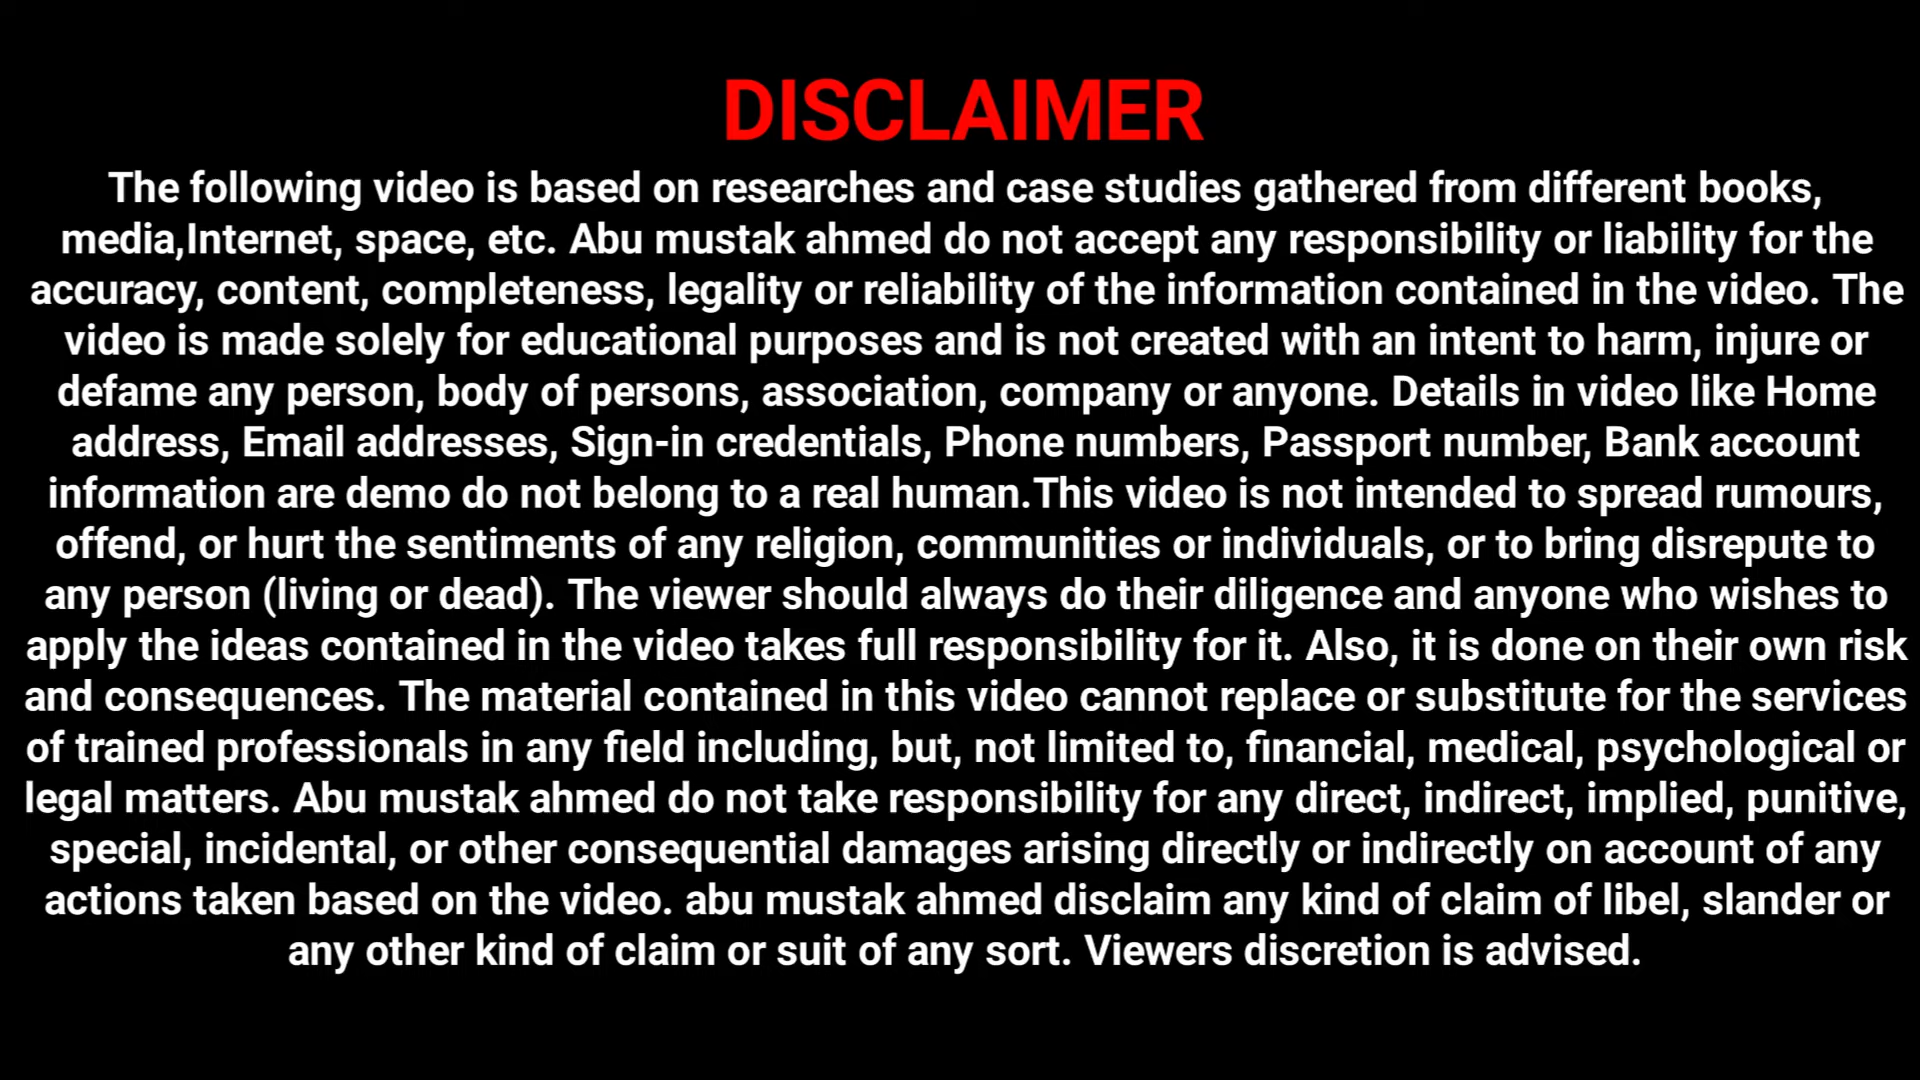 DISCLAIMER
The following video is based on researches and case studies gathered from different books,
media,Internet, space, etc. Abu mustak ahmed do not accept any responsibility or liability for the
accuracy, content, completeness, legality or reliability of the information contained in the video. The
video is made solely for educational purposes and is not created with an intent to harm, injure or
defame any person, body of persons, association, company or anyone. Details in video like Home
address, Email addresses, Sign-in credentials, Phone numbers, Passport number, Bank account
information are demo do not belong to a real human.This video is not intended to spread rumours,
offend, or hurt the sentiments of any religion, communities or individuals, or to bring disrepute to
any person (living or dead). The viewer should always do their diligence and anyone who wishes to
apply the ideas contained in the video takes full responsibility for it. Also, it is done on their own risk
and consequences. The material contained in this video cannot replace or substitute for the services
of trained professionals in any field including, but, not limited to, financial, medical, psychological or
legal matters. Abu mustak ahmed do not take responsibility for any direct, indirect, implied, punitive,
special, incidental, or other consequential damages arising directly or indirectly on account of any
actions taken based on the video. abu mustak ahmed disclaim any kind of claim of libel, slander or
any other kind of claim or suit of any sort. Viewers discretion is advised.